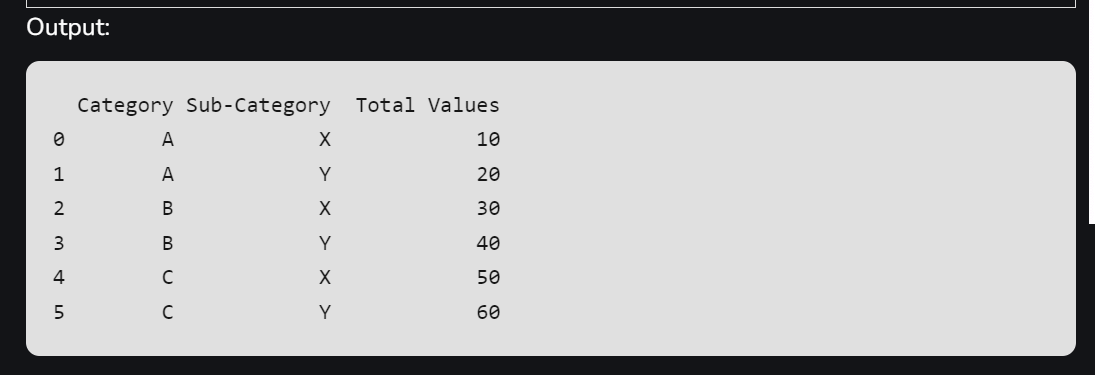 Output:
Category Sub-Category Total Values
0 A X 10
1 A Y 20
2 B X 30
3 B Y 40
4 C X 50
5 C Y 60